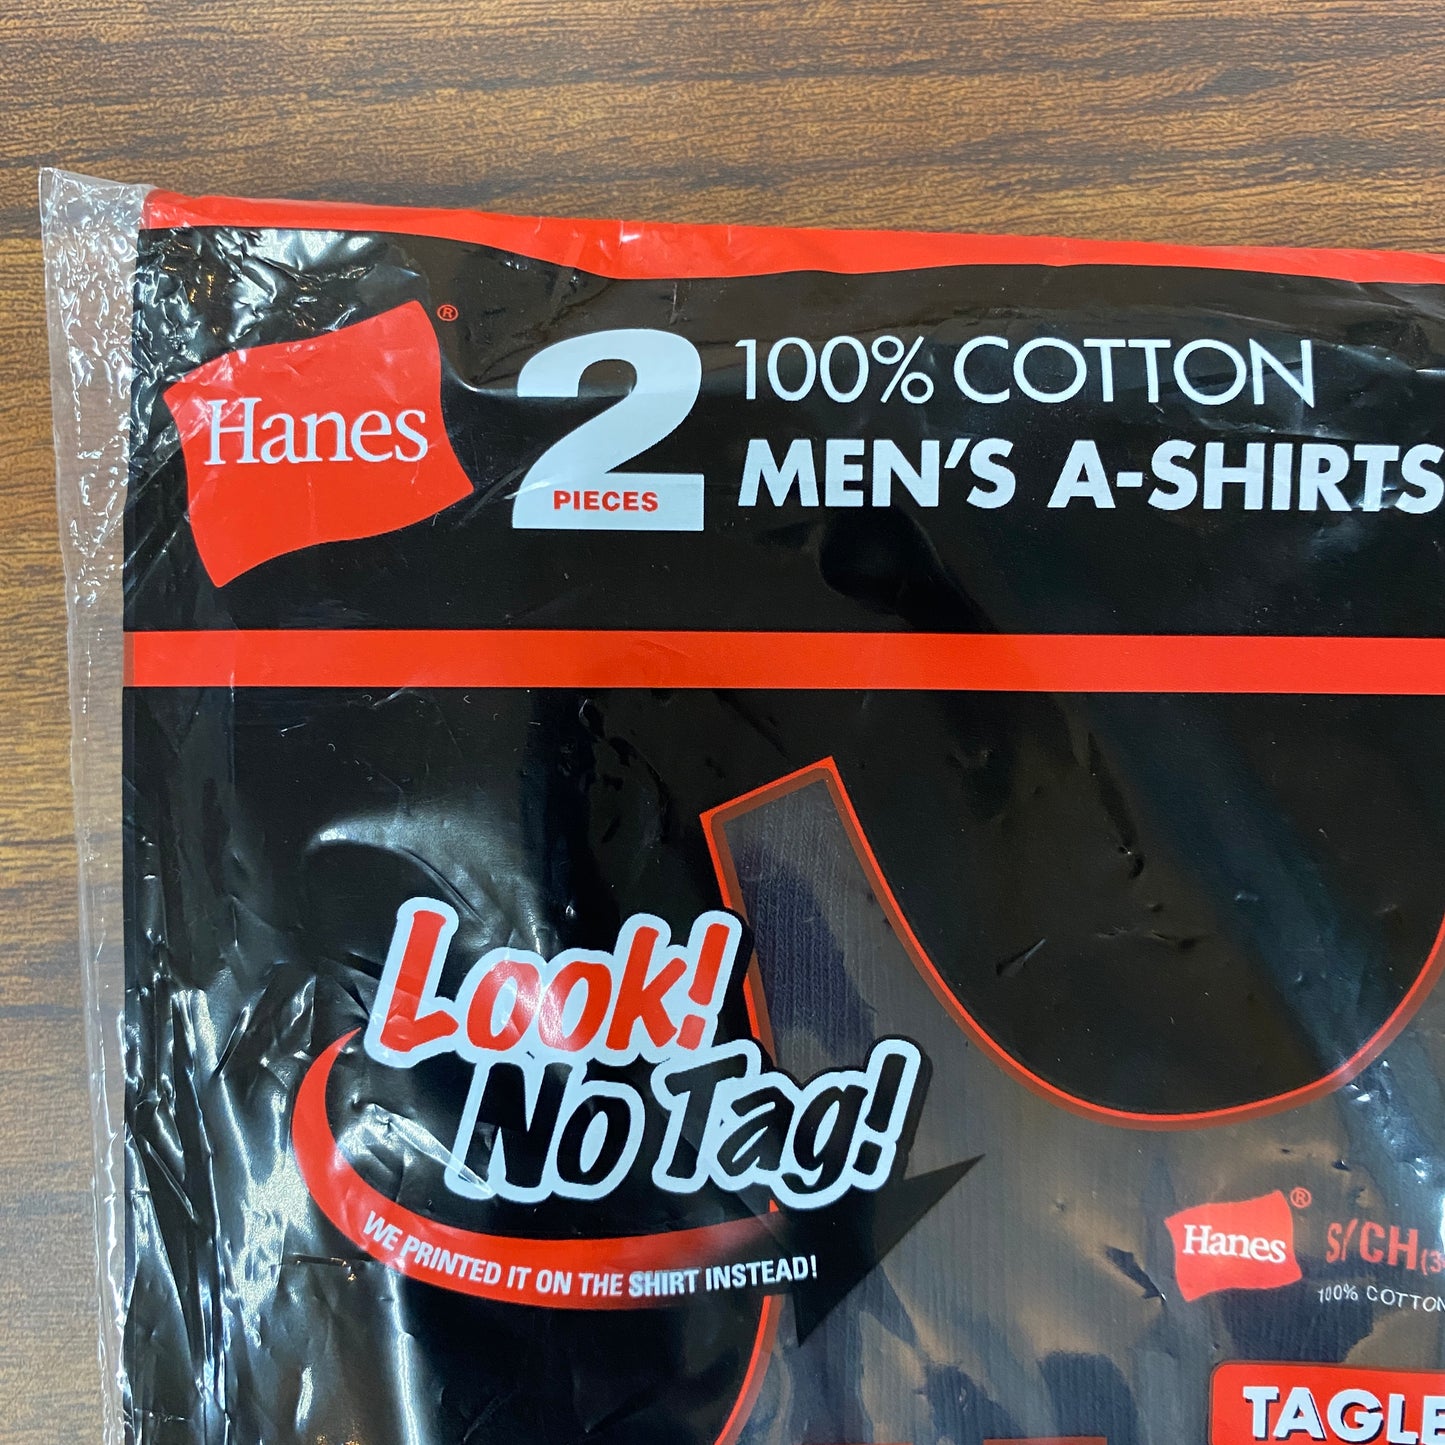 Hanes®
2 PIECES
100% COTTON
MEN'S A-SHIRTS
Look!
No Tag!
WE PRINTED IT ON THE SHIRT INSTEAD!
Hanes®
S/CH
100% COTTON